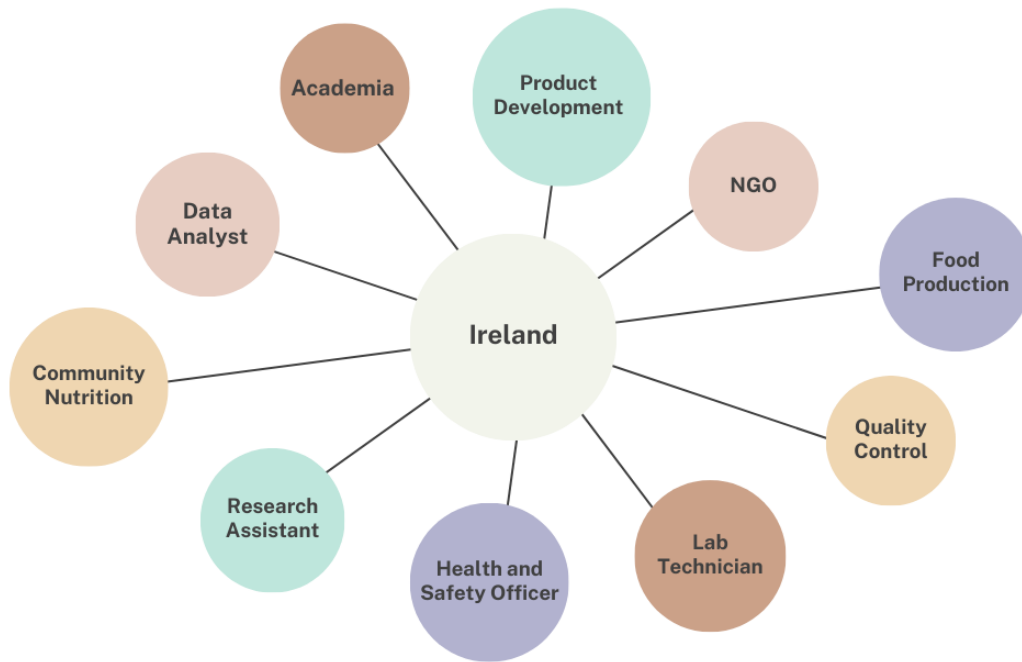 Academia
Product
Development
NGO
Data
Analyst
Food
Production
Ireland
Community
Nutrition
Quality
Control
Research
Assistant
Lab
Technician
Health and
Safety Officer